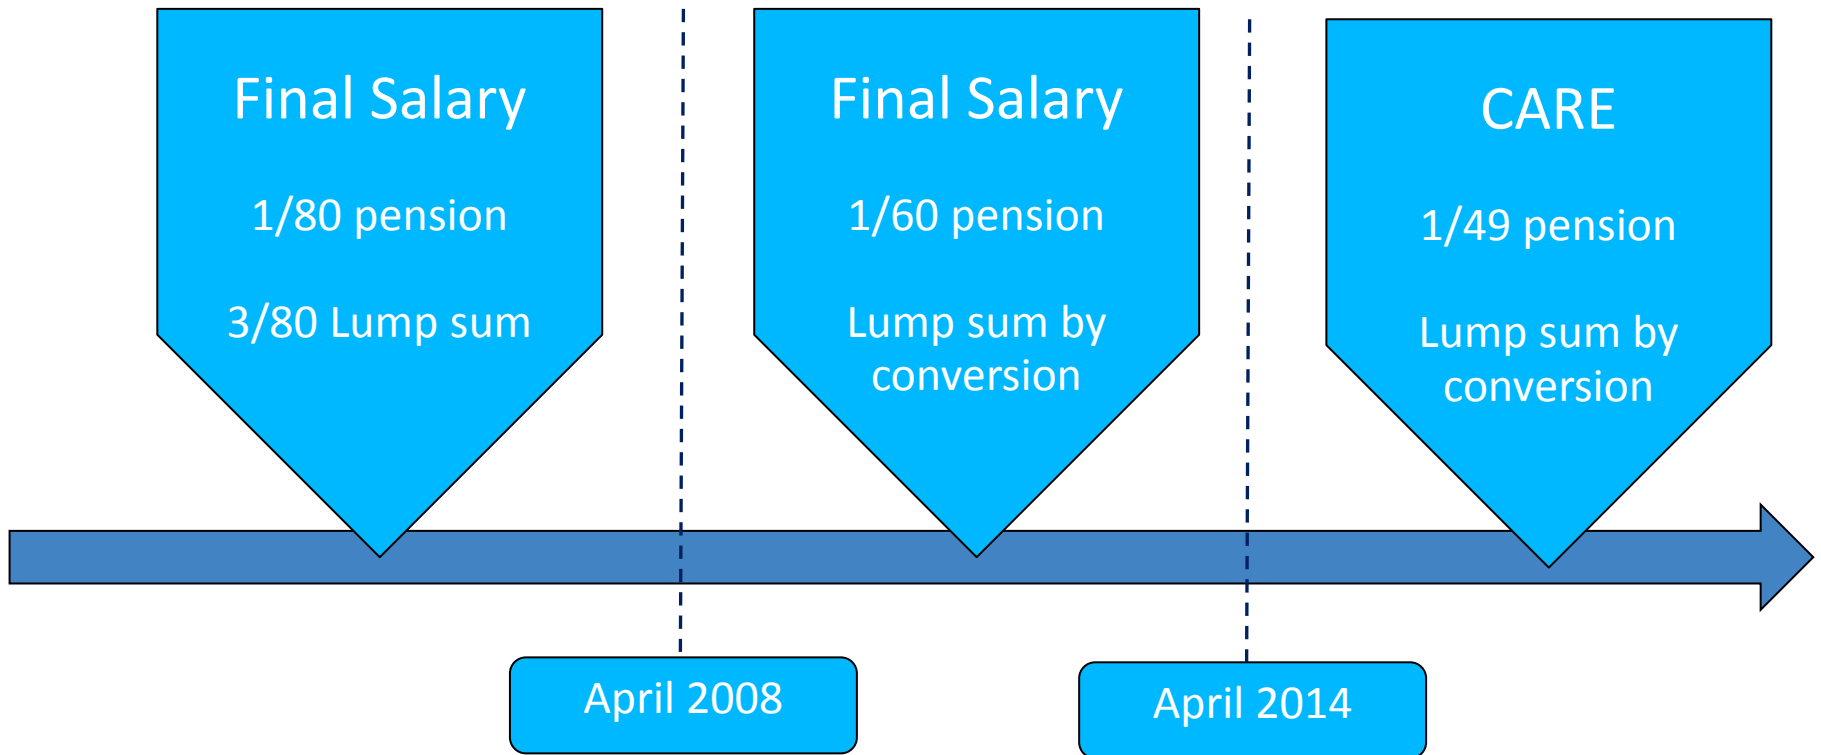 Final Salary
1/80 pension
3/80 Lump sum
Final Salary
1/60 pension
Lump sum by
conversion
CARE
1/49 pension
Lump sum by
conversion
April 2008
April 2014